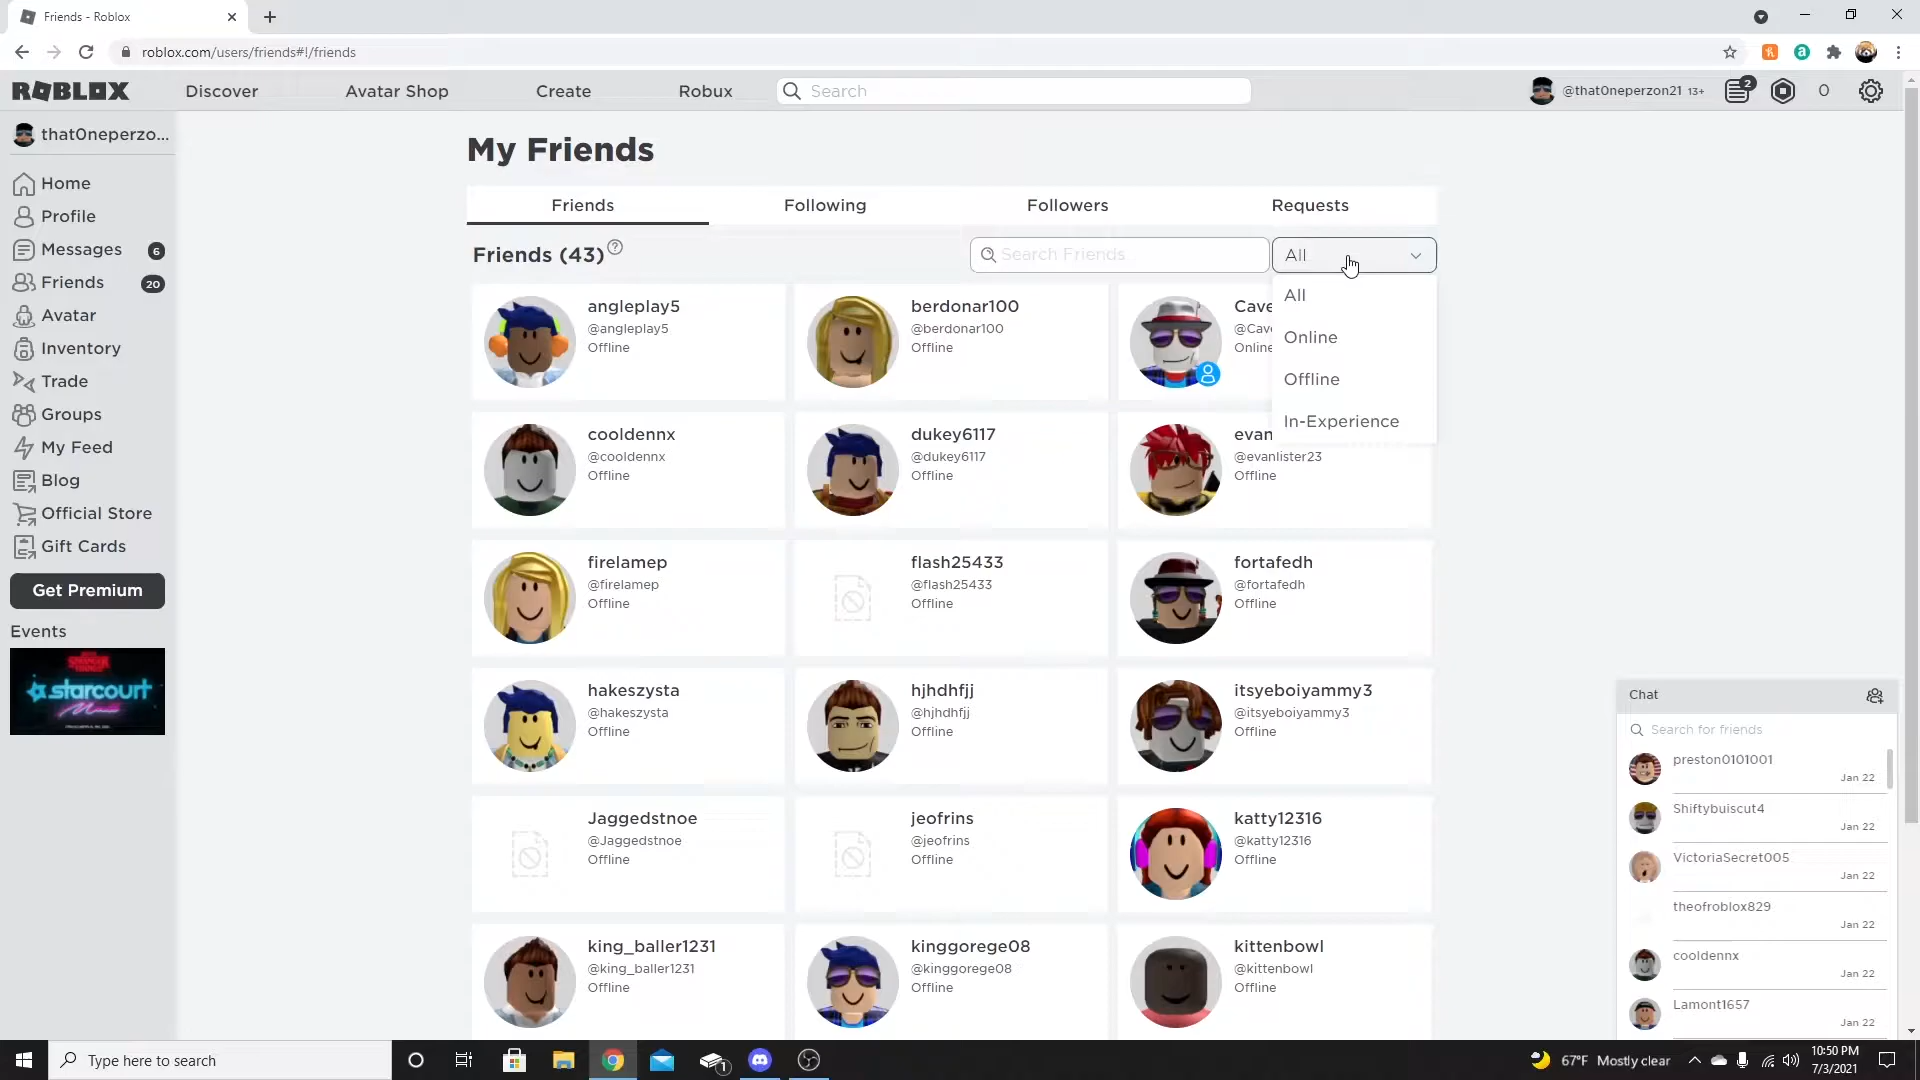 Friends - Roblox
roblox.com/users/friends#!/friends
ROBLOX
Discover
Avatar Shop
Create
Robux
Search
@that0neperzon21 13+
2
0
that0neperzo...
Home
Profile
Messages 6
Friends 20
Avatar
Inventory
Trade
Groups
My Feed
Blog
Official Store
Gift Cards
Get Premium
Events
starcourt
My Friends
Friends
Following
Followers
Requests
Friends (43)
?
Search Friends
All
All
Online
Offline
In-Experience
angleplay5
@angleplay5
Offline
berdonar100
@berdonar100
Offline
Cave
@Cave
Online
cooldennx
@cooldennx
Offline
dukey6117
@dukey6117
Offline
evan
@evanlister23
Offline
firelamep
@firelamep
Offline
flash25433
@flash25433
Offline
fortafedh
@fortafedh
Offline
hakeszysta
@hakeszysta
Offline
hjhdhfjj
@hjhdhfjj
Offline
itsyeboiyammy3
@itsyeboiyammy3
Offline
Jaggedstnoe
@Jaggedstnoe
Offline
jeofrins
@jeofrins
Offline
katty12316
@katty12316
Offline
king_baller1231
@king_baller1231
Offline
kinggorege08
@kinggorege08
Offline
kittenbowl
@kittenbowl
Offline
Chat
Search for friends
preston0101001
Jan 22
Shiftybuiscut4
Jan 22
VictoriaSecret005
Jan 22
theofroblox829
Jan 22
cooldennx
Jan 22
Lamont1657
Jan 22
Type here to search
1
67°F Mostly clear
10:50 PM
7/3/2021